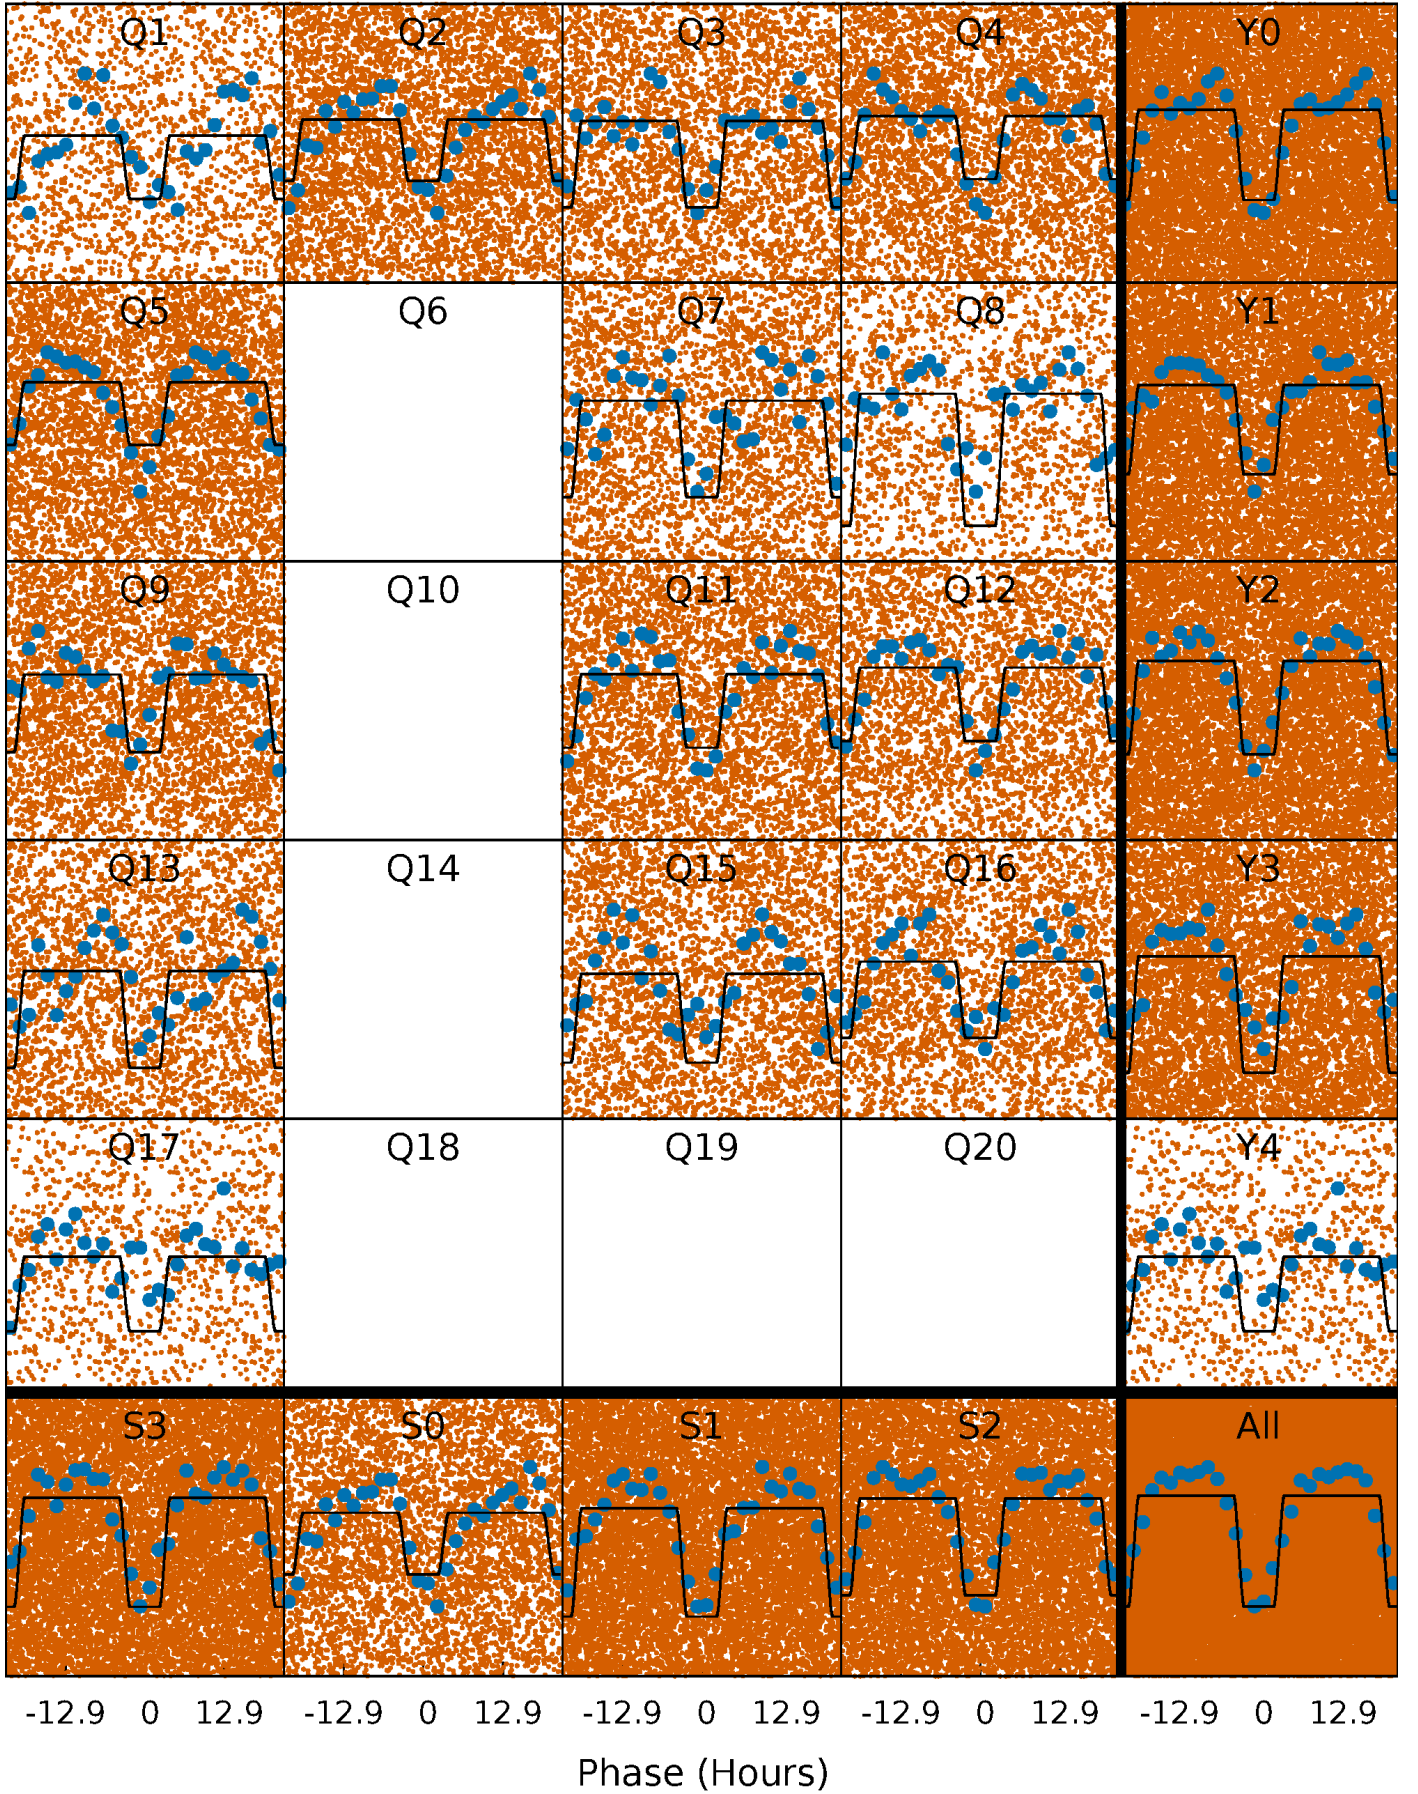 Q1 Q2 Q3 Q4 Y0
Q5 Q6 Q7 Q8 Y1
Q9 Q10 Q11 Q12 Y2
Q13 Q14 Q15 Q16 Y3
Q17 Q18 Q19 Q20 Y4
S3 S0 S1 S2 All
-12.9 0 12.9 -12.9 0 12.9 -12.9 0 12.9 -12.9 0 12.9 -12.9 0 12.9
Phase (Hours)